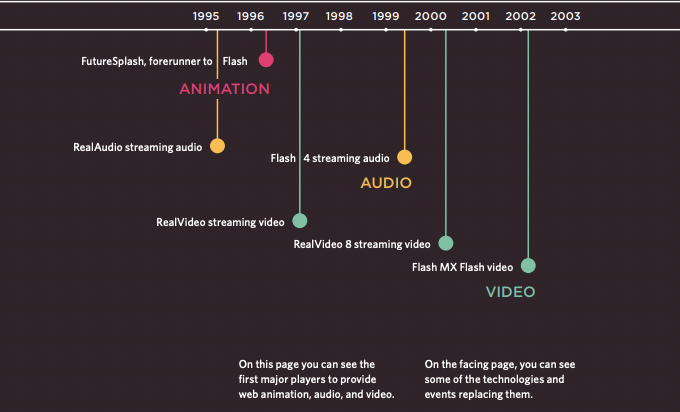 1995 1996 1997 1998 1999 2000 2001 2002 2003
FutureSplash, forerunner to Flash
ANIMATION
RealAudio streaming audio
Flash 4 streaming audio
AUDIO
RealVideo streaming video
RealVideo 8 streaming video
Flash MX Flash video
VIDEO
On this page you can see the
first major players to provide
web animation, audio, and video.
On the facing page, you can see
some of the technologies and
events replacing them.